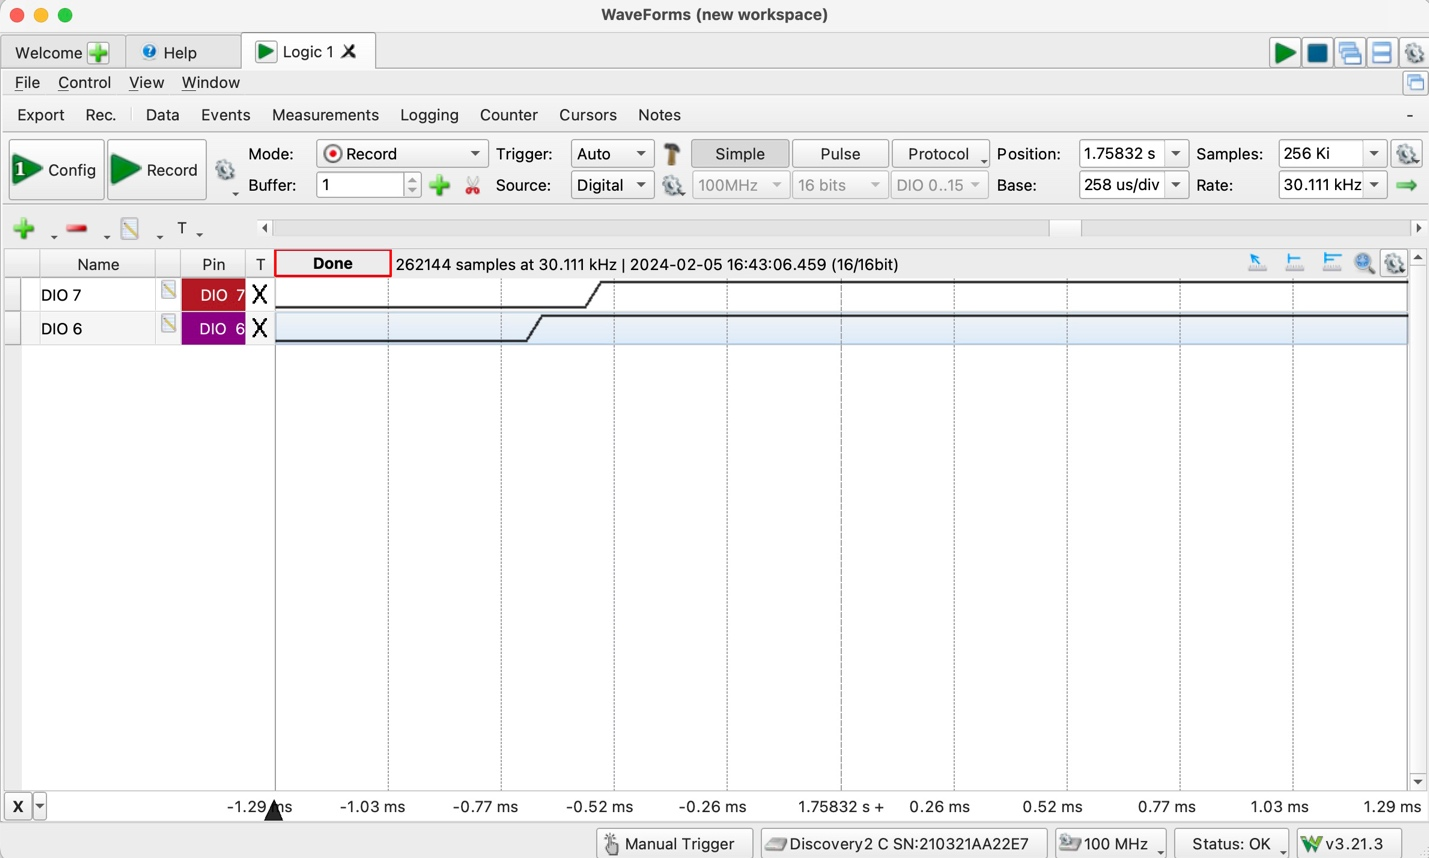 WaveForms (new workspace)
Welcome Help Logic 1
File Control View Window
Export Rec. Data Events Measurements Logging Counter Cursors Notes -
1 Config Record Mode: Record Trigger: Auto Simple Pulse Protocol Position: 1.75832 s Samples: 256 Ki
Buffer: 1 Source: Digital 100MHz 16 bits DIO 0..15 Base: 258 us/div Rate: 30.111 kHz
T
Name Pin T Done 262144 samples at 30.111 kHz | 2024-02-05 16:43:06.459 (16/16bit)
DIO 7 DIO 7 X
DIO 6 DIO 6 X
X -1.29 ms -1.03 ms -0.77 ms -0.52 ms -0.26 ms 1.75832 s + 0.26 ms 0.52 ms 0.77 ms 1.03 ms 1.29 ms
Manual Trigger Discovery2 C SN:210321AA22E7 100 MHz Status: OK W v3.21.3